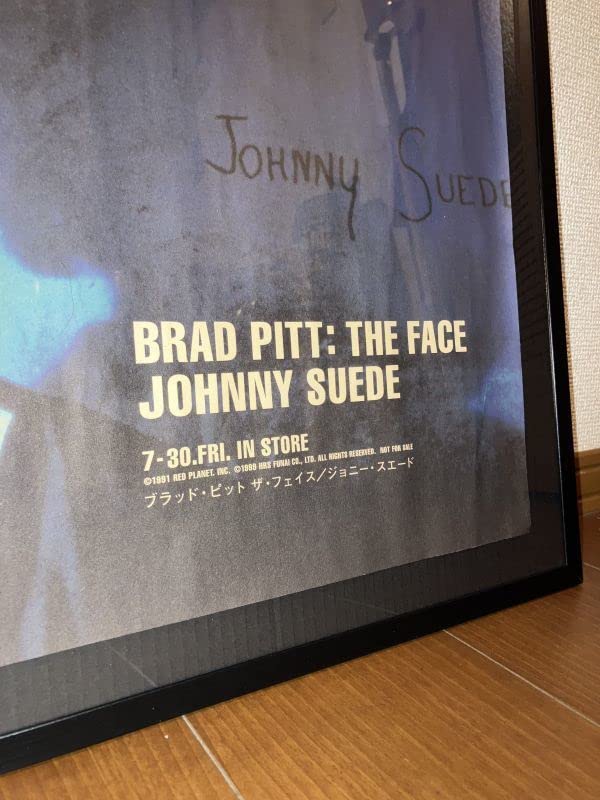 JOHNNY SUEDE
BRAD PITT: THE FACE
JOHNNY SUEDE
7-30.FRI. IN STORE
©1991 RED PLANET, INC. ©1999 HRS FUNAI CO., LTD. ALL RIGHTS RESERVED. NOT FOR SALE
ブラッド・ピット ザ・フェイス/ジョニー・スエード